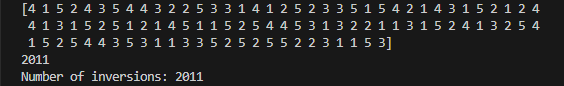 [4 1 5 2 4 3 5 4 4 3 2 2 5 3 3 1 4 1 2 5 2 3 3 5 1 5 4 2 1 4 3 1 5 2 1 2 4
4 1 3 1 5 2 5 1 2 1 4 5 1 1 5 2 5 4 4 5 3 1 3 2 2 1 1 3 1 5 2 4 1 3 2 5 4
1 5 2 5 4 4 3 5 3 1 1 3 3 5 2 5 2 5 5 2 2 3 1 1 5 3]
2011
Number of inversions: 2011